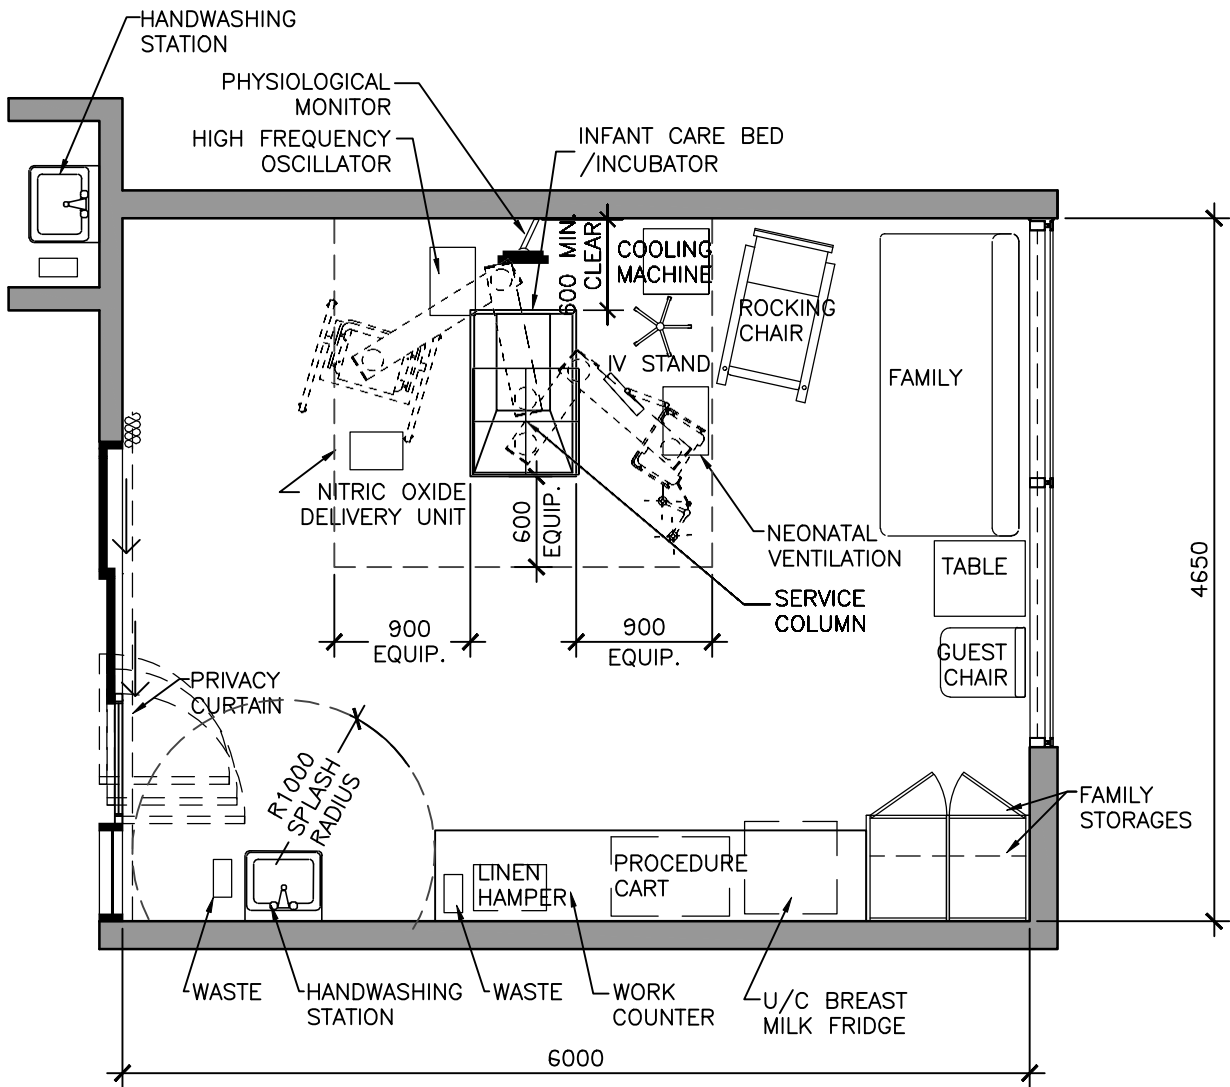 HANDWASHING
STATION
PHYSIOLOGICAL
MONITOR
HIGH FREQUENCY
OSCILLATOR
INFANT CARE BED
/INCUBATOR
600 MIN.
CLEAR
COOLING
MACHINE
ROCKING
CHAIR
IV STAND
FAMILY
NITRIC OXIDE
DELIVERY UNIT
600
EQUIP.
NEONATAL
VENTILATION
TABLE
4650
SERVICE
COLUMN
900
EQUIP.
900
EQUIP.
GUEST
CHAIR
PRIVACY
CURTAIN
R1000
SPLASH
RADIUS
FAMILY
STORAGES
LINEN
HAMPER
PROCEDURE
CART
WASTE
HANDWASHING
STATION
WASTE
WORK
COUNTER
U/C BREAST
MILK FRIDGE
6000